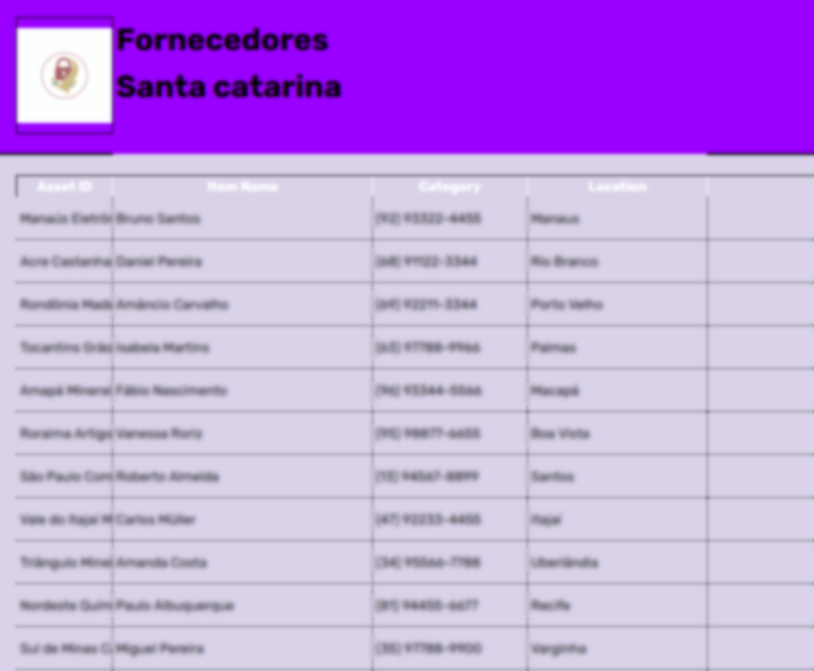 Fornecedores
Santa catarina
Asset ID Item Name Category Location
Manaús Eletrôn Bruno Santos (92) 93322-4455 Manaus
Acre Castanha Daniel Pereira (68) 91122-3344 Rio Branco
Rondônia Made Amâncio Carvalho (69) 92211-3344 Porto Velho
Tocantins Grão Isabela Martins (63) 97788-9966 Palmas
Amapá Minerai Fábio Nascimento (96) 93344-5566 Macapá
Roraima Artigo Vanessa Roriz (95) 98877-6655 Boa Vista
São Paulo Com Roberto Almeida (13) 94567-8899 Santos
Vale do Itajaí M Carlos Müller (47) 92233-4455 Itajaí
Triângulo Minei Amanda Costa (34) 95566-7788 Uberlândia
Nordeste Quím Paulo Albuquerque (81) 94455-6677 Recife
Sul de Minas C Miguel Pereira (35) 97788-9900 Varginha